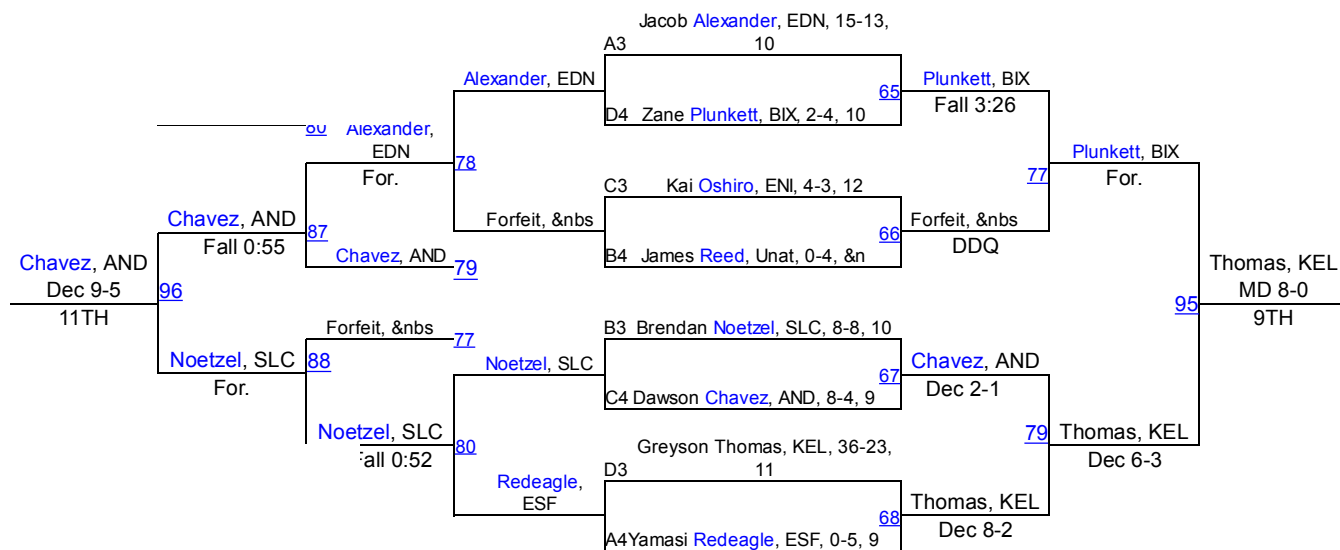 Jacob Alexander, EDN, 15-13,
10
A3
Alexander, EDN
65
Plunkett, BIX
Fall 3:26
D4 Zane Plunkett, BIX, 2-4, 10
80
Alexander,
EDN
For.
78
Plunkett, BIX
For.
77
C3
Kai Oshiro, ENI, 4-3, 12
Chavez, AND
Fall 0:55
87
Forfeit, &nbs
66
Forfeit, &nbs
DDQ
B4 James Reed, Unat, 0-4, &n
Chavez, AND
79
Chavez, AND
Dec 9-5
11TH
96
Thomas, KEL
MD 8-0
9TH
95
Forfeit, &nbs
77
B3 Brendan Noetzel, SLC, 8-8, 10
Noetzel, SLC
For.
88
Noetzel, SLC
67
Chavez, AND
Dec 2-1
C4 Dawson Chavez, AND, 8-4, 9
Noetzel, SLC
all 0:52
80
Greyson Thomas, KEL, 36-23,
11
D3
79
Thomas, KEL
Dec 6-3
Redeagle,
ESF
68
Thomas, KEL
Dec 8-2
A4 Yamasi Redeagle, ESF, 0-5, 9